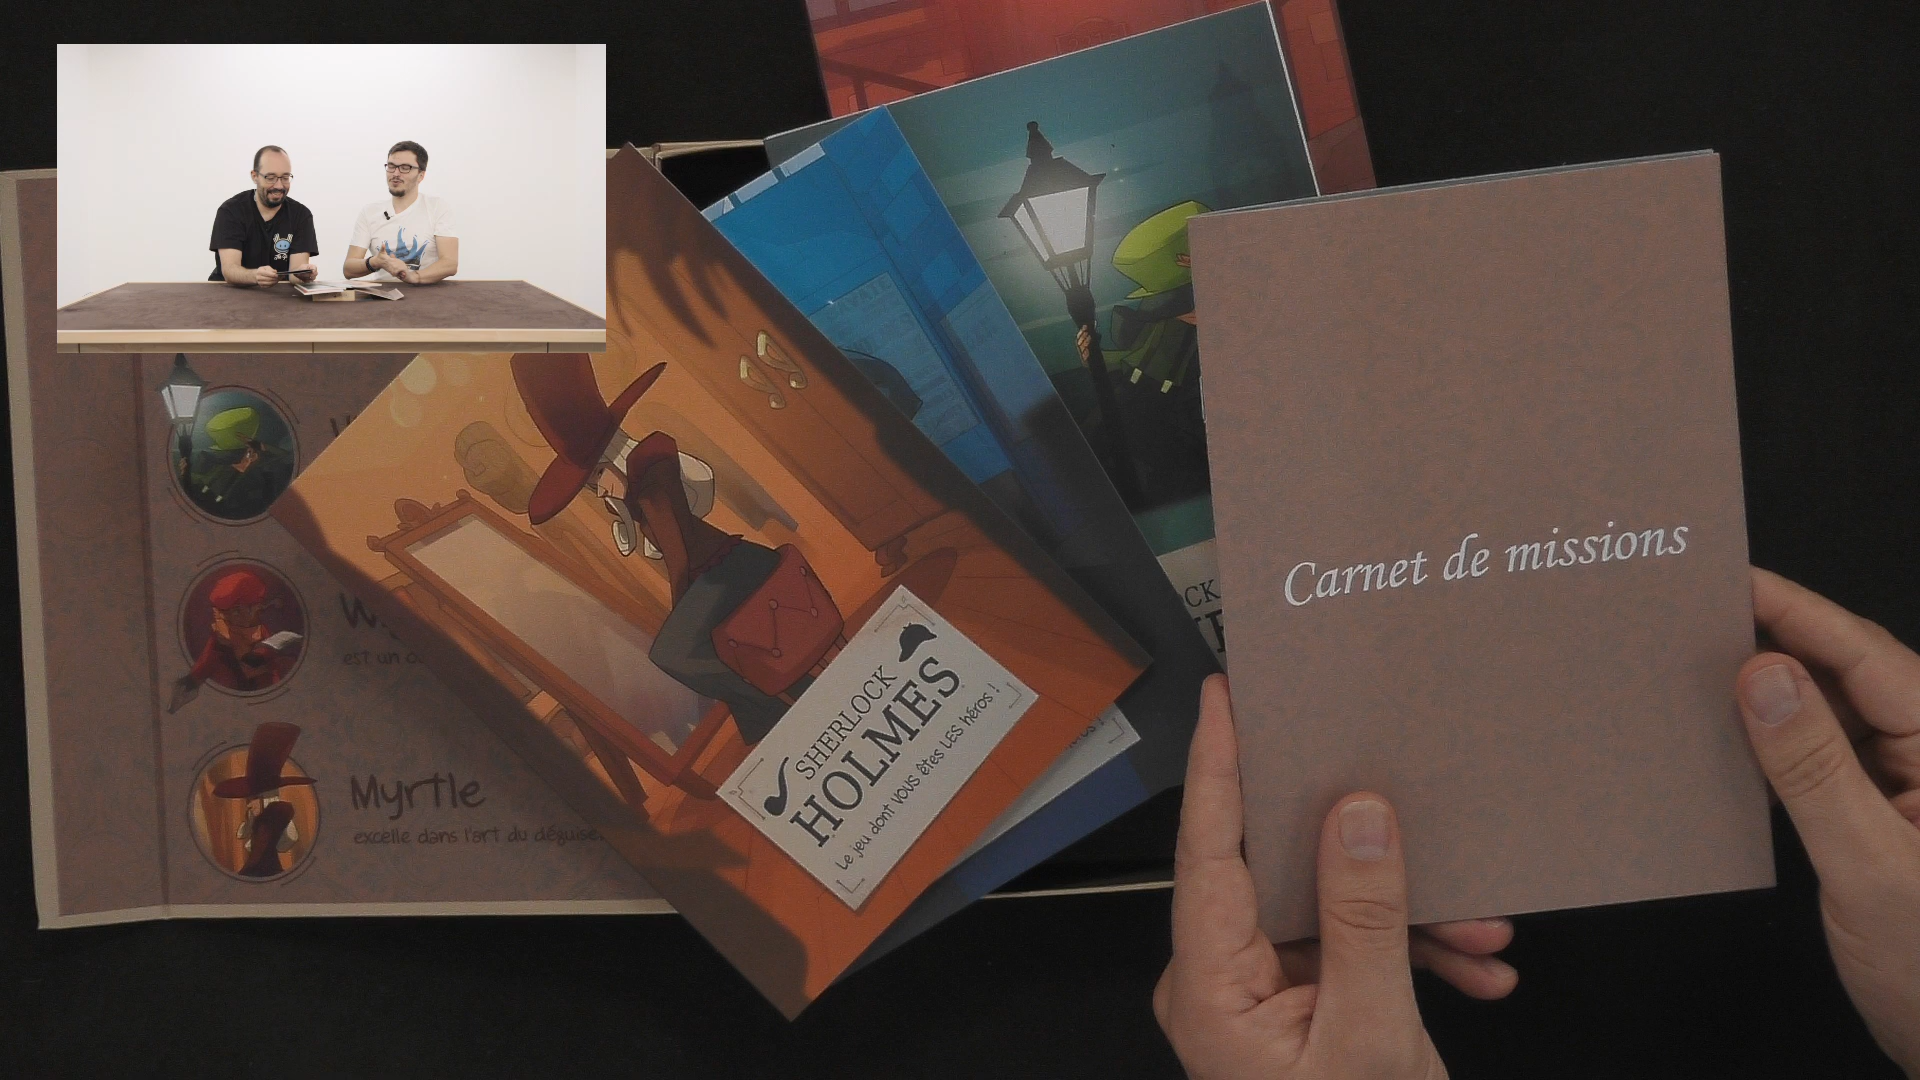 Myrtle
excelle dans l'art du déguise
est un
SHERLOCK
HOLMES
Le jeu dont VOUS êtes LES héros !
CK
Carnet de missions